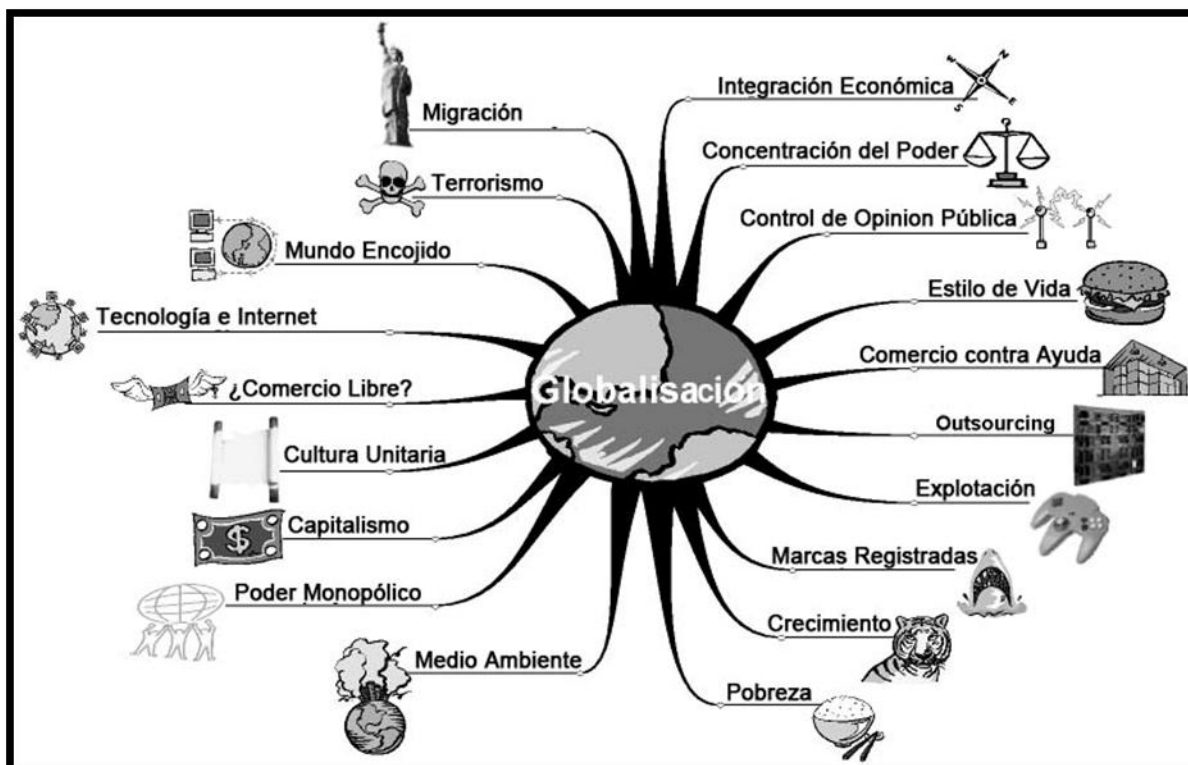 Migración
Terrorismo
Mundo Encojido
Tecnología e Internet
¿Comercio Libre?
Cultura Unitaria
Capitalismo
Poder Monopólico
Medio Ambiente
Globalisación
Integración Económica
N
W
S
E
Concentración del Poder
Control de Opinion Pública
Estilo de Vida
Comercio contra Ayuda
Outsourcing
Explotación
Marcas Registradas
Crecimiento
Pobreza
$